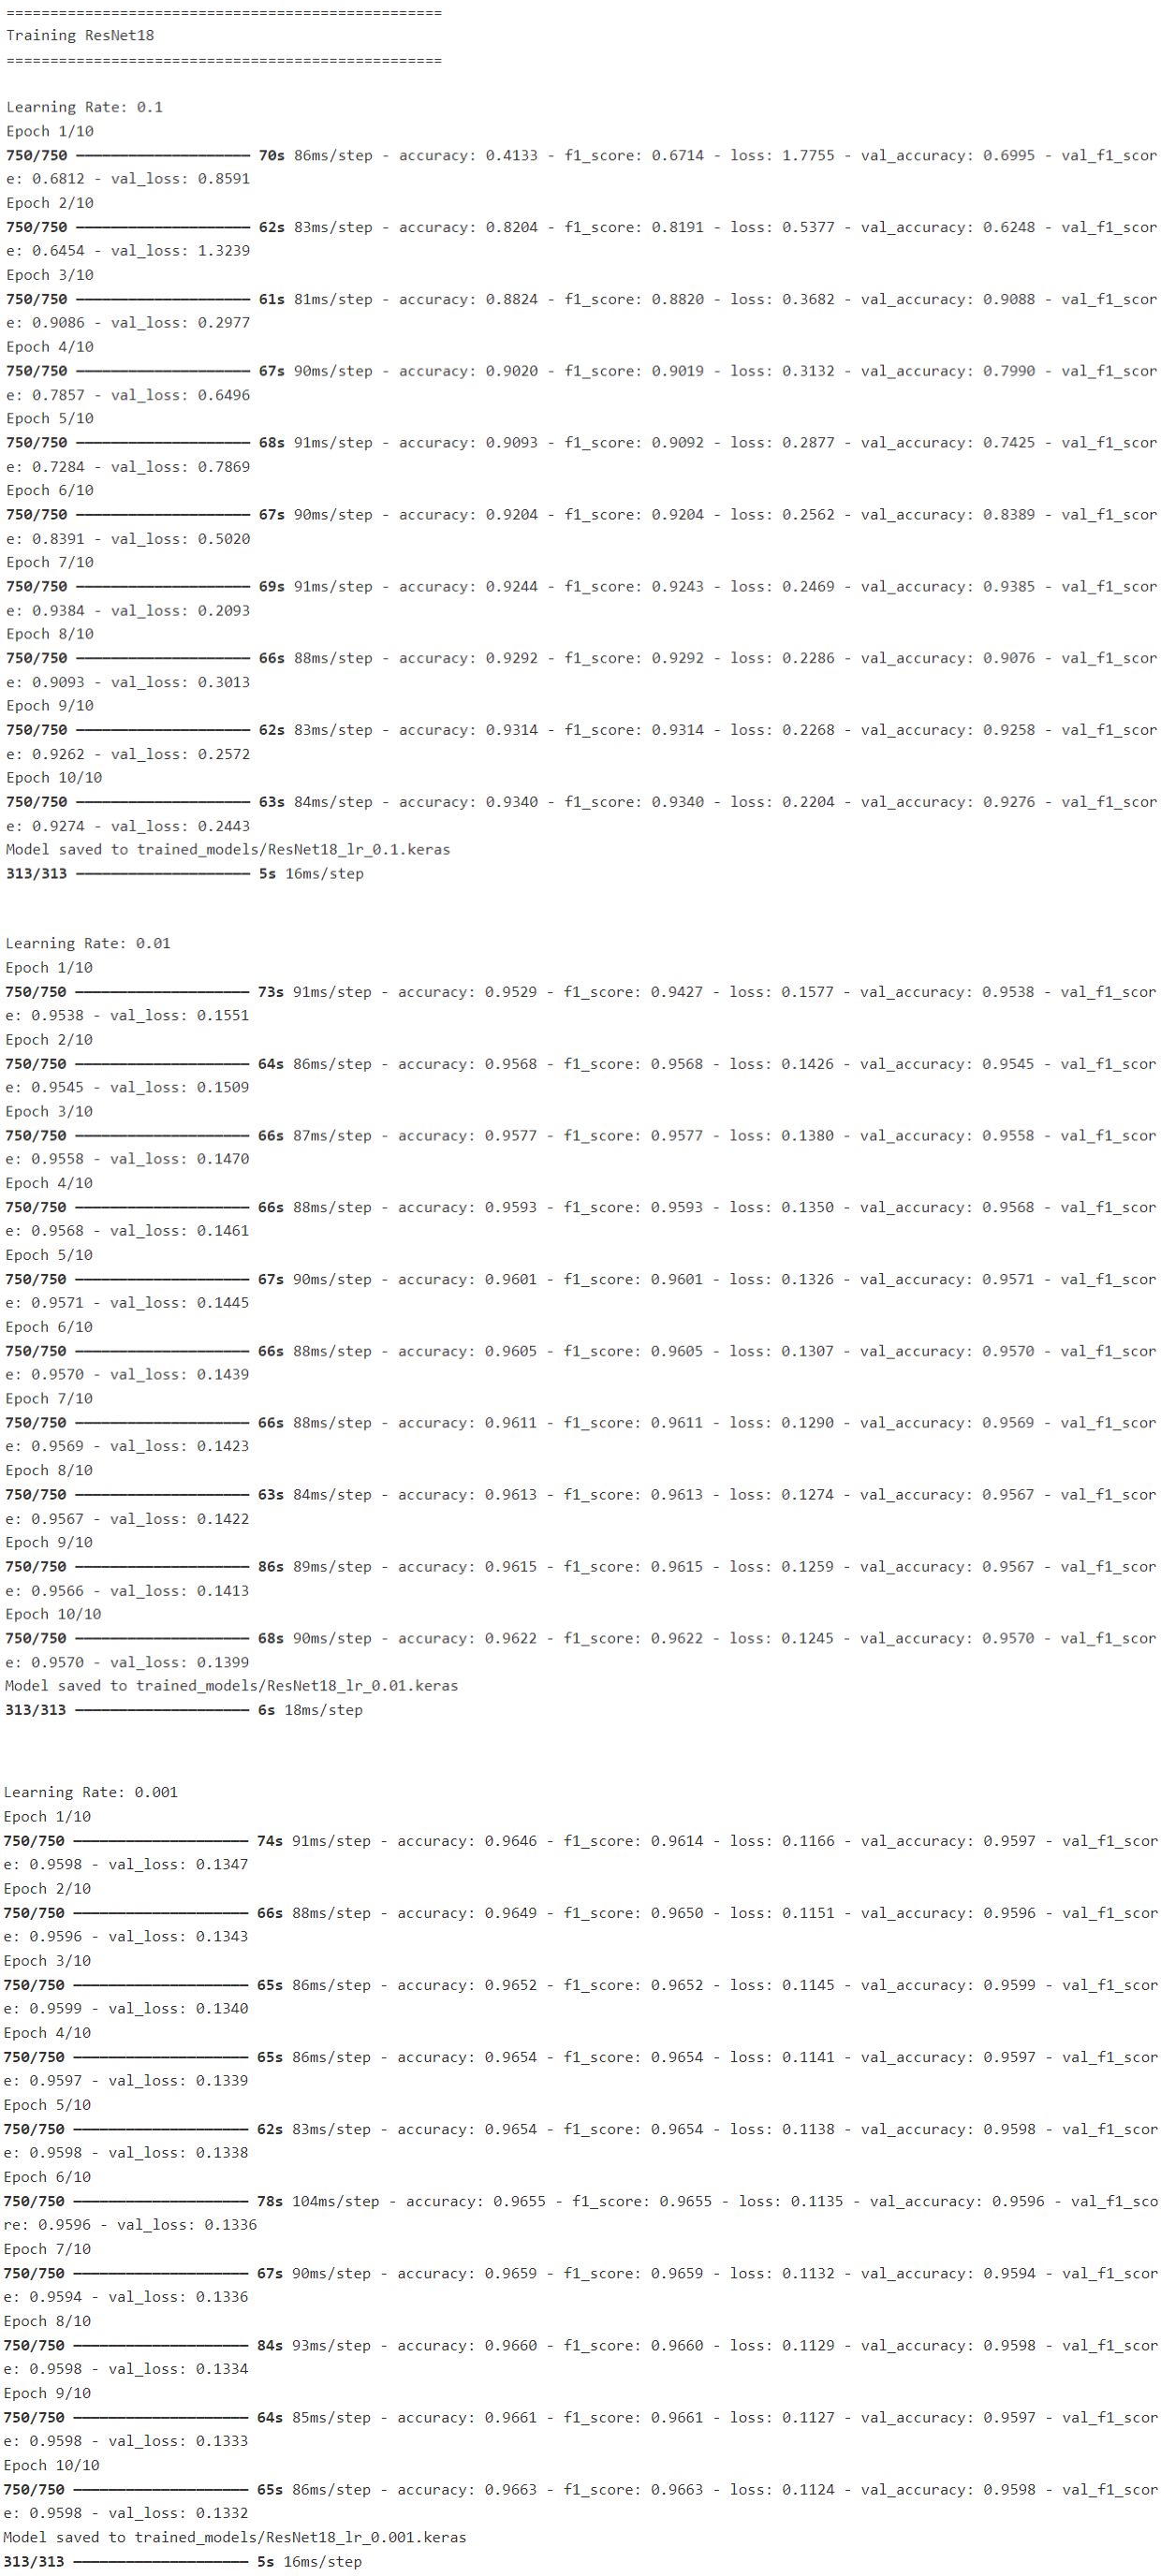 ==================================================
Training ResNet18
==================================================
Learning Rate: 0.1
Epoch 1/10
750/750 ━━━━━━━━━━━━━━━━━━━━ 70s 86ms/step - accuracy: 0.4133 - f1_score: 0.6714 - loss: 1.7755 - val_accuracy: 0.6995 - val_f1_scor
e: 0.6812 - val_loss: 0.8591
Epoch 2/10
750/750 ━━━━━━━━━━━━━━━━━━━━ 62s 83ms/step - accuracy: 0.8204 - f1_score: 0.8191 - loss: 0.5377 - val_accuracy: 0.6248 - val_f1_scor
e: 0.6454 - val_loss: 1.3239
Epoch 3/10
750/750 ━━━━━━━━━━━━━━━━━━━━ 61s 81ms/step - accuracy: 0.8824 - f1_score: 0.8820 - loss: 0.3682 - val_accuracy: 0.9088 - val_f1_scor
e: 0.9086 - val_loss: 0.2977
Epoch 4/10
750/750 ━━━━━━━━━━━━━━━━━━━━ 67s 90ms/step - accuracy: 0.9020 - f1_score: 0.9019 - loss: 0.3132 - val_accuracy: 0.7990 - val_f1_scor
e: 0.7857 - val_loss: 0.6496
Epoch 5/10
750/750 ━━━━━━━━━━━━━━━━━━━━ 68s 91ms/step - accuracy: 0.9093 - f1_score: 0.9092 - loss: 0.2877 - val_accuracy: 0.7425 - val_f1_scor
e: 0.7284 - val_loss: 0.7869
Epoch 6/10
750/750 ━━━━━━━━━━━━━━━━━━━━ 67s 90ms/step - accuracy: 0.9204 - f1_score: 0.9204 - loss: 0.2562 - val_accuracy: 0.8389 - val_f1_scor
e: 0.8391 - val_loss: 0.5020
Epoch 7/10
750/750 ━━━━━━━━━━━━━━━━━━━━ 69s 91ms/step - accuracy: 0.9244 - f1_score: 0.9243 - loss: 0.2469 - val_accuracy: 0.9385 - val_f1_scor
e: 0.9384 - val_loss: 0.2093
Epoch 8/10
750/750 ━━━━━━━━━━━━━━━━━━━━ 66s 88ms/step - accuracy: 0.9292 - f1_score: 0.9292 - loss: 0.2286 - val_accuracy: 0.9076 - val_f1_scor
e: 0.9093 - val_loss: 0.3013
Epoch 9/10
750/750 ━━━━━━━━━━━━━━━━━━━━ 62s 83ms/step - accuracy: 0.9314 - f1_score: 0.9314 - loss: 0.2268 - val_accuracy: 0.9258 - val_f1_scor
e: 0.9262 - val_loss: 0.2572
Epoch 10/10
750/750 ━━━━━━━━━━━━━━━━━━━━ 63s 84ms/step - accuracy: 0.9340 - f1_score: 0.9340 - loss: 0.2204 - val_accuracy: 0.9276 - val_f1_scor
e: 0.9274 - val_loss: 0.2443
Model saved to trained_models/ResNet18_lr_0.1.keras
313/313 ━━━━━━━━━━━━━━━━━━━━ 5s 16ms/step
Learning Rate: 0.01
Epoch 1/10
750/750 ━━━━━━━━━━━━━━━━━━━━ 73s 91ms/step - accuracy: 0.9529 - f1_score: 0.9427 - loss: 0.1577 - val_accuracy: 0.9538 - val_f1_scor
e: 0.9538 - val_loss: 0.1551
Epoch 2/10
750/750 ━━━━━━━━━━━━━━━━━━━━ 64s 86ms/step - accuracy: 0.9568 - f1_score: 0.9568 - loss: 0.1426 - val_accuracy: 0.9545 - val_f1_scor
e: 0.9545 - val_loss: 0.1509
Epoch 3/10
750/750 ━━━━━━━━━━━━━━━━━━━━ 66s 87ms/step - accuracy: 0.9577 - f1_score: 0.9577 - loss: 0.1380 - val_accuracy: 0.9558 - val_f1_scor
e: 0.9558 - val_loss: 0.1470
Epoch 4/10
750/750 ━━━━━━━━━━━━━━━━━━━━ 66s 88ms/step - accuracy: 0.9593 - f1_score: 0.9593 - loss: 0.1350 - val_accuracy: 0.9568 - val_f1_scor
e: 0.9568 - val_loss: 0.1461
Epoch 5/10
750/750 ━━━━━━━━━━━━━━━━━━━━ 67s 90ms/step - accuracy: 0.9601 - f1_score: 0.9601 - loss: 0.1326 - val_accuracy: 0.9571 - val_f1_scor
e: 0.9571 - val_loss: 0.1445
Epoch 6/10
750/750 ━━━━━━━━━━━━━━━━━━━━ 66s 88ms/step - accuracy: 0.9605 - f1_score: 0.9605 - loss: 0.1307 - val_accuracy: 0.9570 - val_f1_scor
e: 0.9570 - val_loss: 0.1439
Epoch 7/10
750/750 ━━━━━━━━━━━━━━━━━━━━ 66s 88ms/step - accuracy: 0.9611 - f1_score: 0.9611 - loss: 0.1290 - val_accuracy: 0.9569 - val_f1_scor
e: 0.9569 - val_loss: 0.1423
Epoch 8/10
750/750 ━━━━━━━━━━━━━━━━━━━━ 63s 84ms/step - accuracy: 0.9613 - f1_score: 0.9613 - loss: 0.1274 - val_accuracy: 0.9567 - val_f1_scor
e: 0.9567 - val_loss: 0.1422
Epoch 9/10
750/750 ━━━━━━━━━━━━━━━━━━━━ 86s 89ms/step - accuracy: 0.9615 - f1_score: 0.9615 - loss: 0.1259 - val_accuracy: 0.9567 - val_f1_scor
e: 0.9566 - val_loss: 0.1413
Epoch 10/10
750/750 ━━━━━━━━━━━━━━━━━━━━ 68s 90ms/step - accuracy: 0.9622 - f1_score: 0.9622 - loss: 0.1245 - val_accuracy: 0.9570 - val_f1_scor
e: 0.9570 - val_loss: 0.1399
Model saved to trained_models/ResNet18_lr_0.01.keras
313/313 ━━━━━━━━━━━━━━━━━━━━ 6s 18ms/step
Learning Rate: 0.001
Epoch 1/10
750/750 ━━━━━━━━━━━━━━━━━━━━ 74s 91ms/step - accuracy: 0.9646 - f1_score: 0.9614 - loss: 0.1166 - val_accuracy: 0.9597 - val_f1_scor
e: 0.9598 - val_loss: 0.1347
Epoch 2/10
750/750 ━━━━━━━━━━━━━━━━━━━━ 66s 88ms/step - accuracy: 0.9649 - f1_score: 0.9650 - loss: 0.1151 - val_accuracy: 0.9596 - val_f1_scor
e: 0.9596 - val_loss: 0.1343
Epoch 3/10
750/750 ━━━━━━━━━━━━━━━━━━━━ 65s 86ms/step - accuracy: 0.9652 - f1_score: 0.9652 - loss: 0.1145 - val_accuracy: 0.9599 - val_f1_scor
e: 0.9599 - val_loss: 0.1340
Epoch 4/10
750/750 ━━━━━━━━━━━━━━━━━━━━ 65s 86ms/step - accuracy: 0.9654 - f1_score: 0.9654 - loss: 0.1141 - val_accuracy: 0.9597 - val_f1_scor
e: 0.9597 - val_loss: 0.1339
Epoch 5/10
750/750 ━━━━━━━━━━━━━━━━━━━━ 62s 83ms/step - accuracy: 0.9654 - f1_score: 0.9654 - loss: 0.1138 - val_accuracy: 0.9598 - val_f1_scor
e: 0.9598 - val_loss: 0.1338
Epoch 6/10
750/750 ━━━━━━━━━━━━━━━━━━━━ 78s 104ms/step - accuracy: 0.9655 - f1_score: 0.9655 - loss: 0.1135 - val_accuracy: 0.9596 - val_f1_sco
re: 0.9596 - val_loss: 0.1336
Epoch 7/10
750/750 ━━━━━━━━━━━━━━━━━━━━ 67s 90ms/step - accuracy: 0.9659 - f1_score: 0.9659 - loss: 0.1132 - val_accuracy: 0.9594 - val_f1_scor
e: 0.9594 - val_loss: 0.1336
Epoch 8/10
750/750 ━━━━━━━━━━━━━━━━━━━━ 84s 93ms/step - accuracy: 0.9660 - f1_score: 0.9660 - loss: 0.1129 - val_accuracy: 0.9598 - val_f1_scor
e: 0.9598 - val_loss: 0.1334
Epoch 9/10
750/750 ━━━━━━━━━━━━━━━━━━━━ 64s 85ms/step - accuracy: 0.9661 - f1_score: 0.9661 - loss: 0.1127 - val_accuracy: 0.9597 - val_f1_scor
e: 0.9598 - val_loss: 0.1333
Epoch 10/10
750/750 ━━━━━━━━━━━━━━━━━━━━ 65s 86ms/step - accuracy: 0.9663 - f1_score: 0.9663 - loss: 0.1124 - val_accuracy: 0.9598 - val_f1_scor
e: 0.9598 - val_loss: 0.1332
Model saved to trained_models/ResNet18_lr_0.001.keras
313/313 ━━━━━━━━━━━━━━━━━━━━ 5s 16ms/step